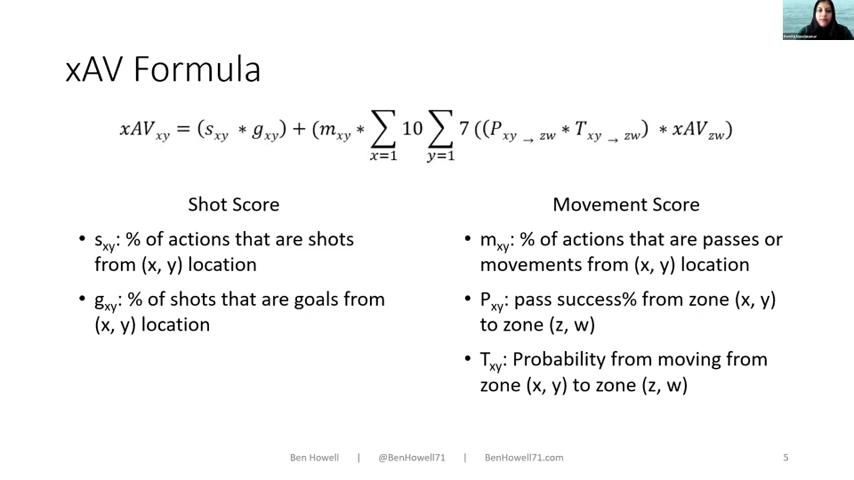 xAV Formula
xAV_xy = (s_xy * g_xy) + (m_xy * ∑_{x=1} 10 ∑_{y=1} 7 ((P_xy → zw * T_xy → zw) * xAV_zw)
Shot Score
• s_xy: % of actions that are shots
from (x, y) location
• g_xy: % of shots that are goals from
(x, y) location
Movement Score
• m_xy: % of actions that are passes or
movements from (x, y) location
• P_xy: pass success% from zone (x, y)
to zone (z, w)
• T_xy: Probability from moving from
zone (x, y) to zone (z, w)
Ben Howell | @BenHowell71 | BenHowell71.com 5